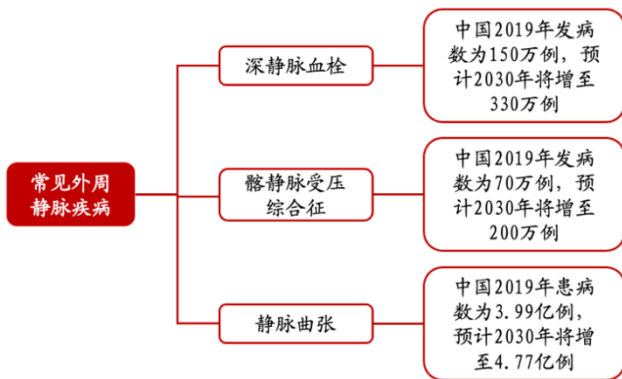 常见外周
静脉疾病
深静脉血栓
中国2019年发病
数为150万例，预
计2030年将增至
330万例
髂静脉受压
综合征
中国2019年发病
数为70万例，预
计2030年将增至
200万例
静脉曲张
中国2019年患病
数为3.99亿例，
预计2030年将增
至4.77亿例